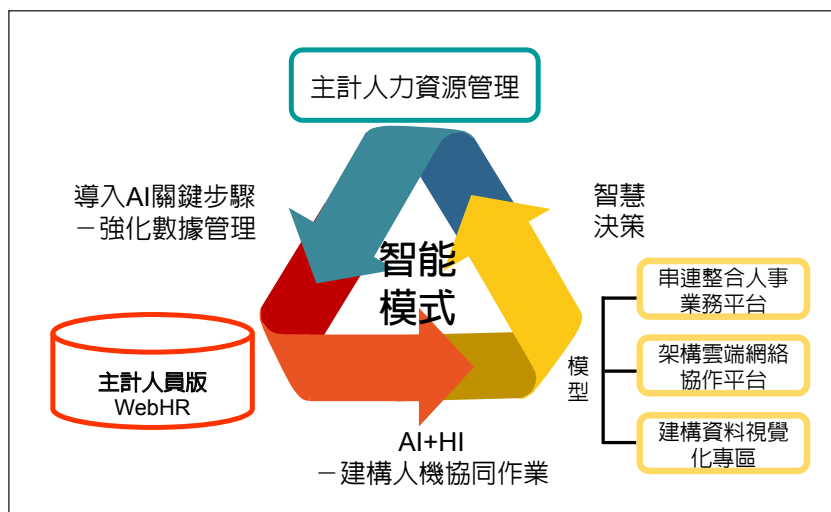 主計人力資源管理
導入AI關鍵步驟
－強化數據管理
智慧
決策
智能
模式
串連整合人事
業務平台
架構雲端網絡
協作平台
建構資料視覺
化專區
模
型
主計人員版
WebHR
AI+HI
－建構人機協同作業